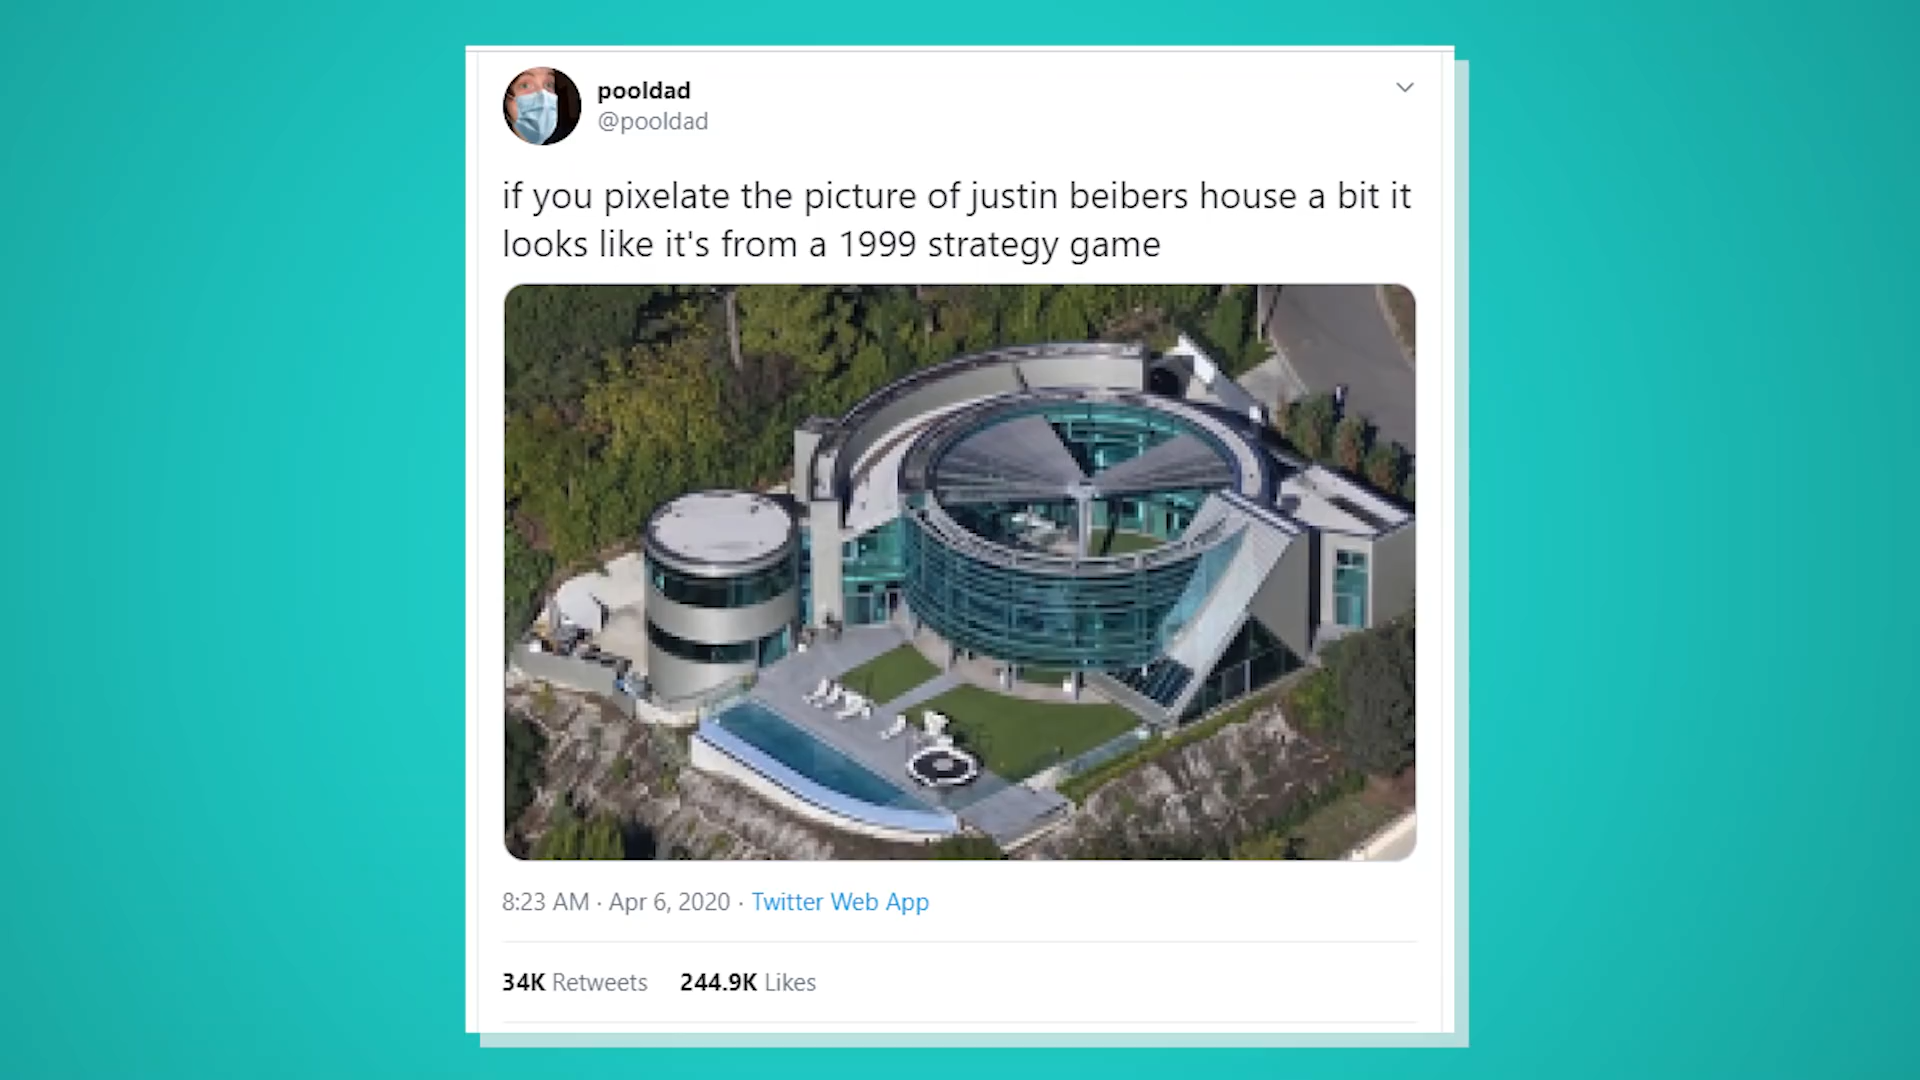 pooldad
@pooldad
if you pixelate the picture of justin beibers house a bit it
looks like it's from a 1999 strategy game
8:23 AM · Apr 6, 2020 · Twitter Web App
34K Retweets 244.9K Likes